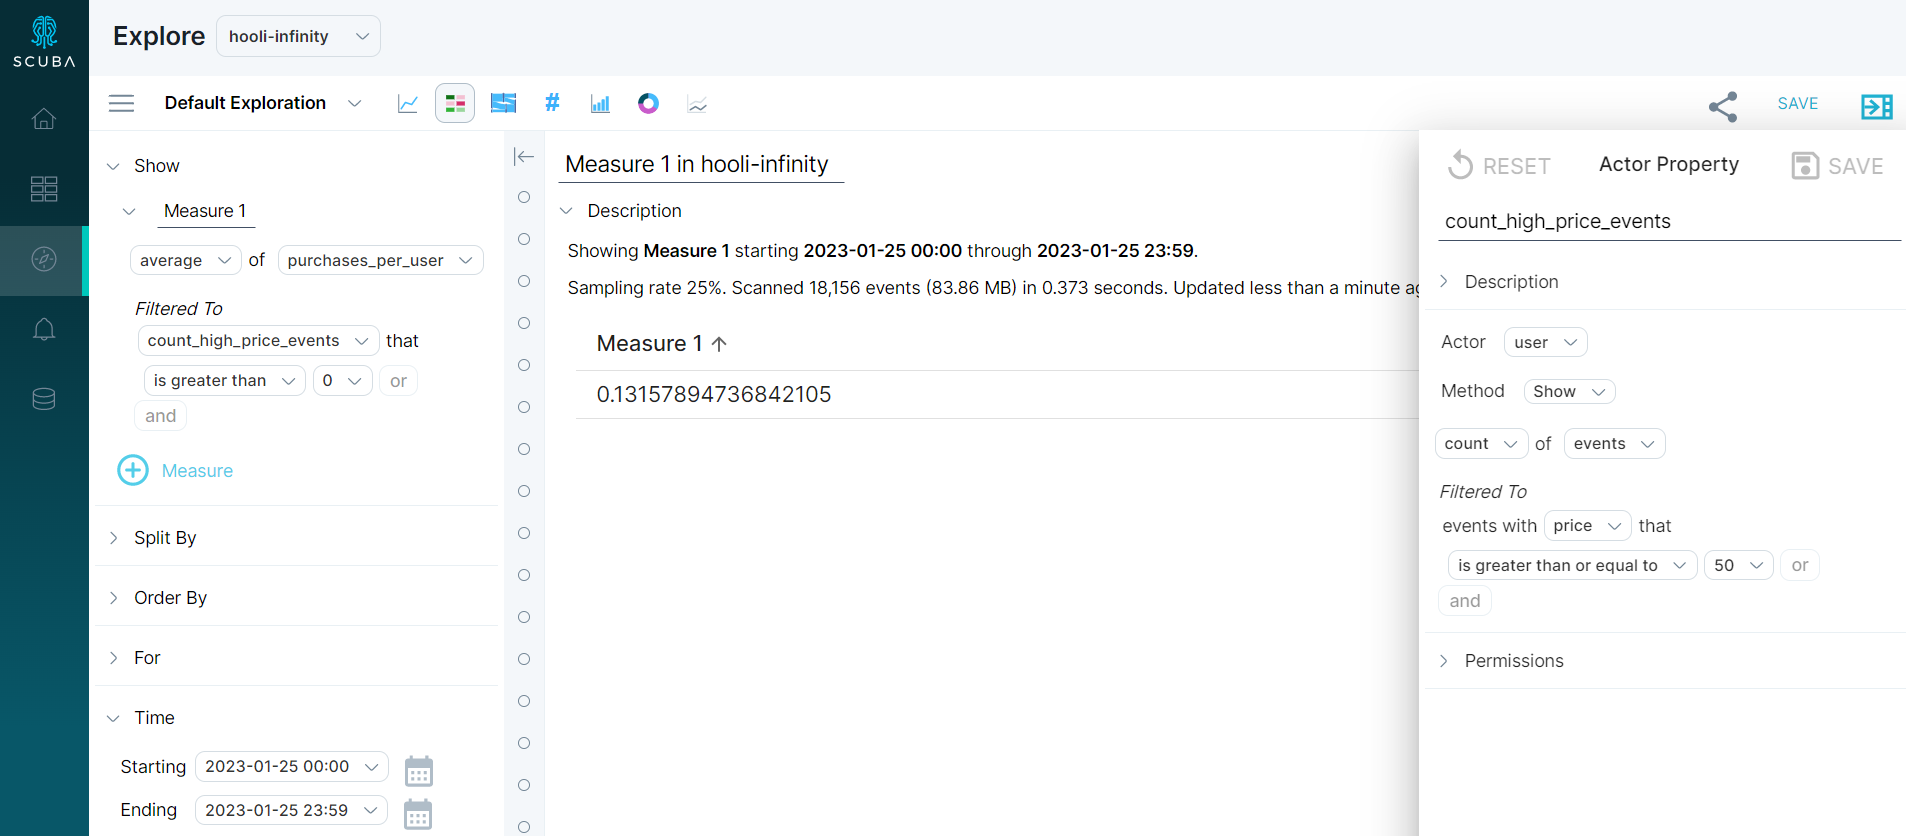 SCUBA
Explore
hooli-infinity
Default Exploration
#
SAVE
Show
Measure 1
average of purchases_per_user
Filtered To
count_high_price_events that
is greater than 0 or
and
Measure
Split By
Order By
For
Time
Starting 2023-01-25 00:00
Ending 2023-01-25 23:59
Measure 1 in hooli-infinity
Description
Showing Measure 1 starting 2023-01-25 00:00 through 2023-01-25 23:59.
Sampling rate 25%. Scanned 18,156 events (83.86 MB) in 0.373 seconds. Updated less than a minute
Measure 1
0.13157894736842105
RESET Actor Property SAVE
count_high_price_events
Description
Actor user
Method Show
count of events
Filtered To
events with price that
is greater than or equal to 50 or
and
Permissions